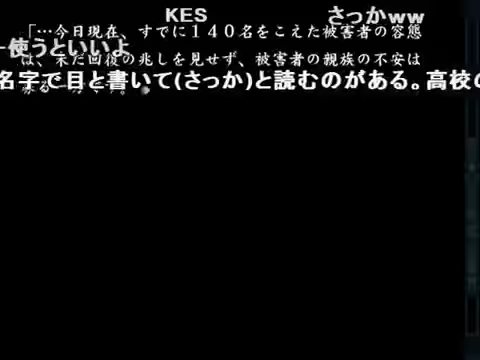 KES
さっかww
「…今日現在、すでに１４０名をこえた被害者の容態
使うといいよ
は、未だ回復の兆しを見せず、被害者の親族の不安は
名字で目と書いて(さっか)と読むのがある。高校の